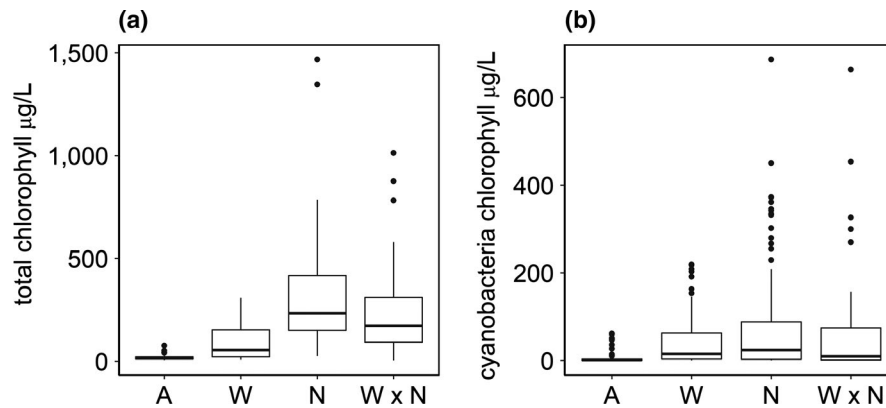 (a)
total chlorophyll µg/L
1,500
1,000
500
0
A W N W x N
(b)
cyanobacteria chlorophyll µg/L
600
400
200
0
A W N W x N